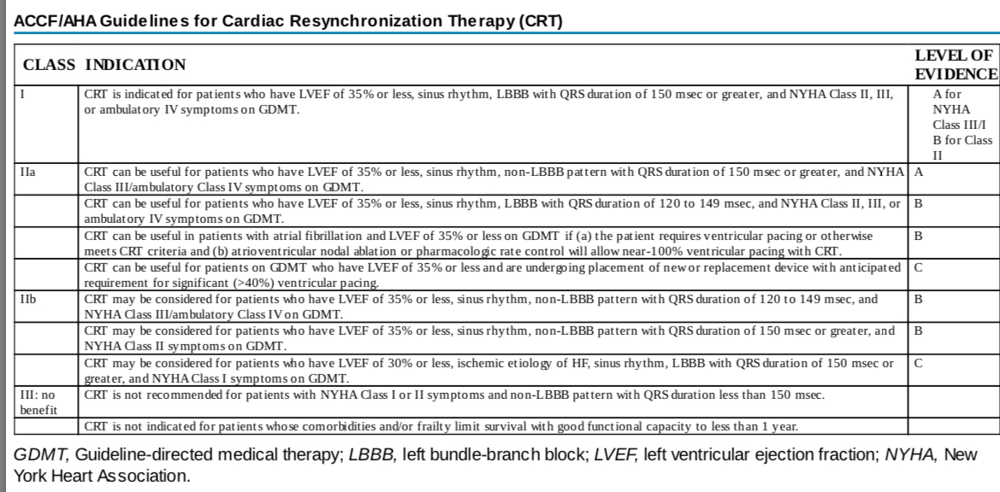 ACCF/AHA Guidelines for Cardiac Resynchronization Therapy (CRT)
CLASS INDICATION LEVEL OF
EVIDENCE
I CRT is indicated for patients who have LVEF of 35% or less, sinus rhythm, LBBB with QRS duration of 150 msec or greater, and NYHA Class II, III,
or ambulatory IV symptoms on GDMT.
A for
NYHA
Class III/I
B for Class
II
IIa CRT can be useful for patients who have LVEF of 35% or less, sinus rhythm, non-LBBB pattern with QRS duration of 150 msec or greater, and NYHA A
Class III/ambulatory Class IV symptoms on GDMT.
CRT can be useful for patients who have LVEF of 35% or less, sinus rhythm, LBBB with QRS duration of 120 to 149 msec, and NYHA Class II, III, or B
ambulatory IV symptoms on GDMT.
CRT can be useful in patients with atrial fibrillation and LVEF of 35% or less on GDMT if (a) the patient requires ventricular pacing or otherwise B
meets CRT criteria and (b) atrioventricular nodal ablation or pharmacologic rate control will allow near-100% ventricular pacing with CRT.
CRT can be useful for patients on GDMT who have LVEF of 35% or less and are undergoing placement of new or replacement device with anticipated C
requirement for significant (>40%) ventricular pacing.
IIb CRT may be considered for patients who have LVEF of 35% or less, sinus rhythm, non-LBBB pattern with QRS duration of 120 to 149 msec, and B
NYHA Class III/ambulatory Class IV on GDMT.
CRT may be considered for patients who have LVEF of 35% or less, sinus rhythm, non-LBBB pattern with QRS duration of 150 msec or greater, and B
NYHA Class II symptoms on GDMT.
CRT may be considered for patients who have LVEF of 30% or less, ischemic etiology of HF, sinus rhythm, LBBB with QRS duration of 150 msec or C
greater, and NYHA Class I symptoms on GDMT.
III: no CRT is not recommended for patients with NYHA Class I or II symptoms and non-LBBB pattern with QRS duration less than 150 msec.
benefit
CRT is not indicated for patients whose comorbidities and/or frailty limit survival with good functional capacity to less than 1 year.
GDMT, Guideline-directed medical therapy; LBBB, left bundle-branch block; LVEF, left ventricular ejection fraction; NYHA, New
York Heart Association.